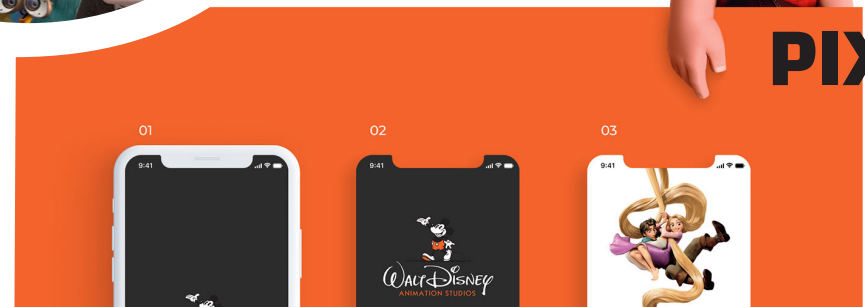 PIX
01
02
03
9:41
9:41
9:41
WALT DISNEY
ANIMATION STUDIOS